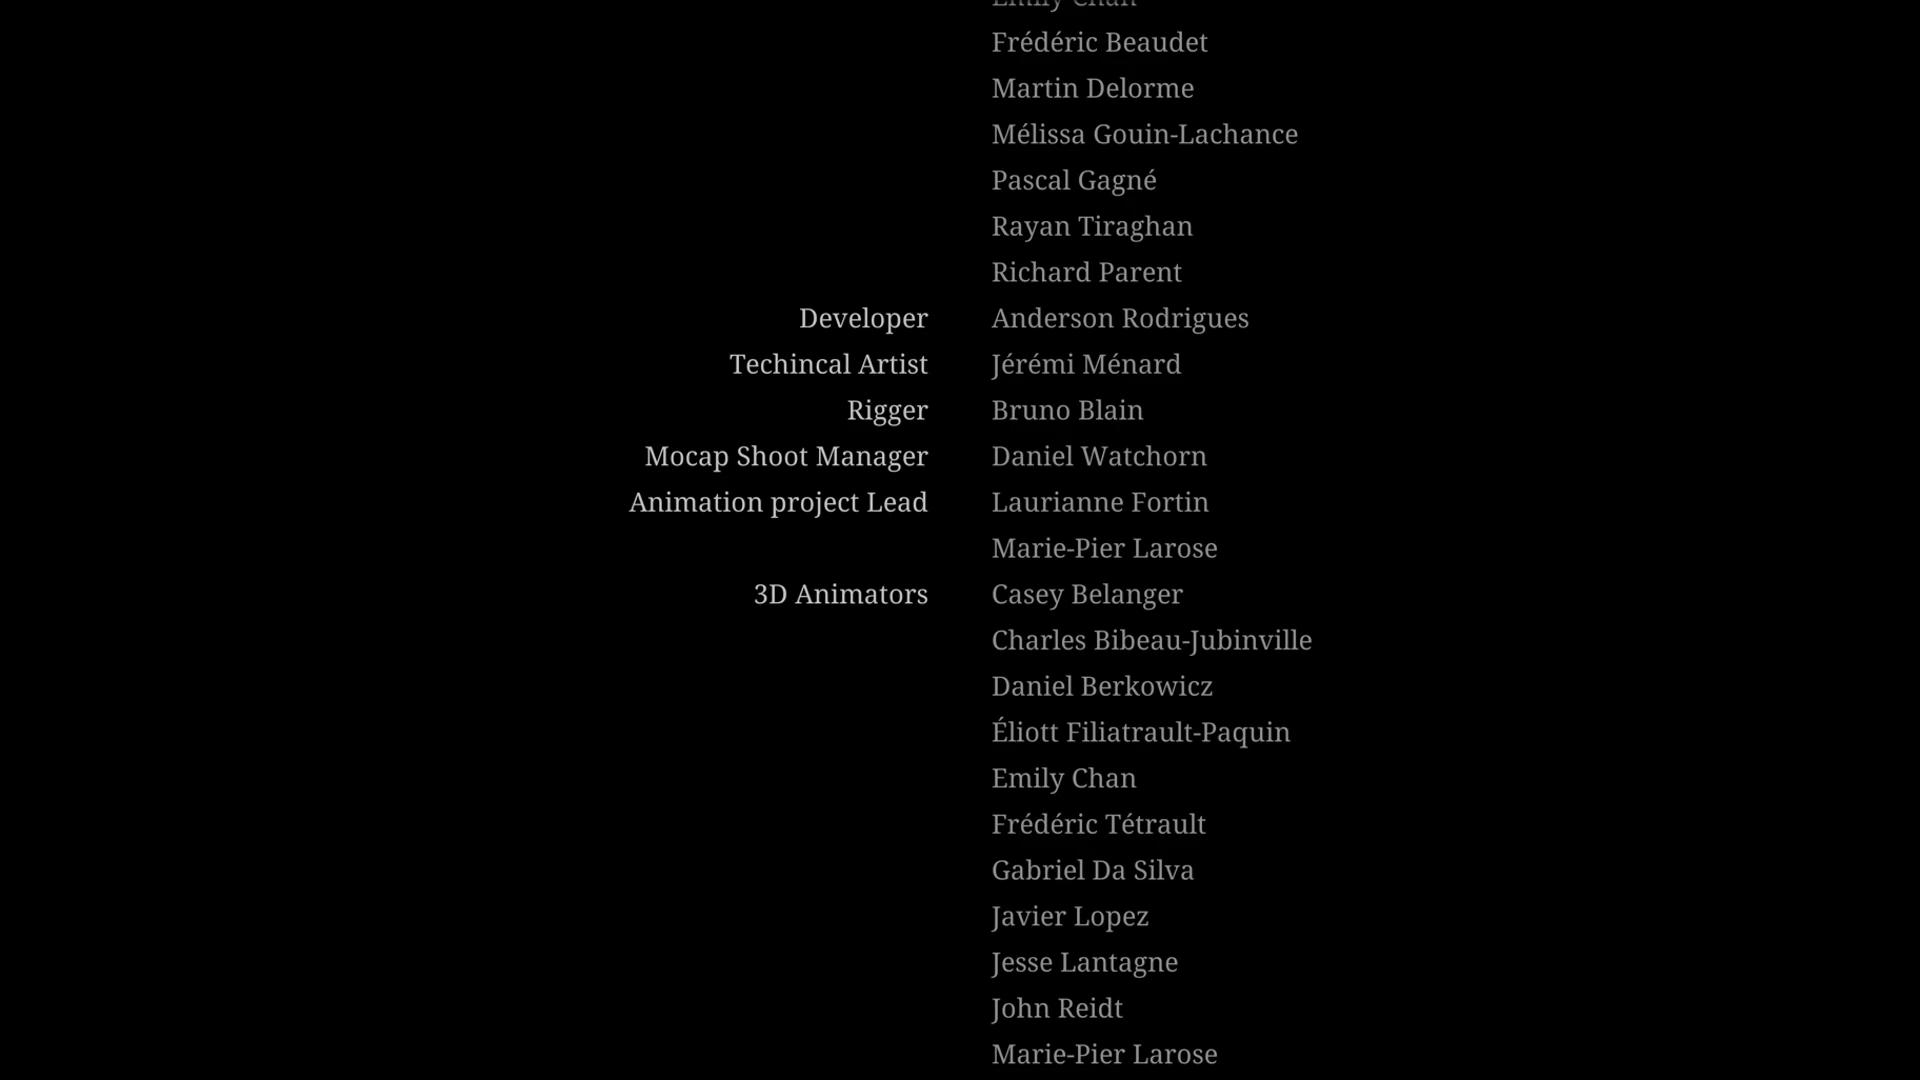 Emily Chan
Frédéric Beaudet
Martin Delorme
Mélissa Gouin-Lachance
Pascal Gagné
Rayan Tiraghan
Richard Parent
Developer Anderson Rodrigues
Techincal Artist Jérémi Ménard
Rigger Bruno Blain
Mocap Shoot Manager Daniel Watchorn
Animation project Lead Laurianne Fortin
Marie-Pier Larose
3D Animators Casey Belanger
Charles Bibeau-Jubinville
Daniel Berkowicz
Éliott Filiatrault-Paquin
Emily Chan
Frédéric Tétrault
Gabriel Da Silva
Javier Lopez
Jesse Lantagne
John Reidt
Marie-Pier Larose